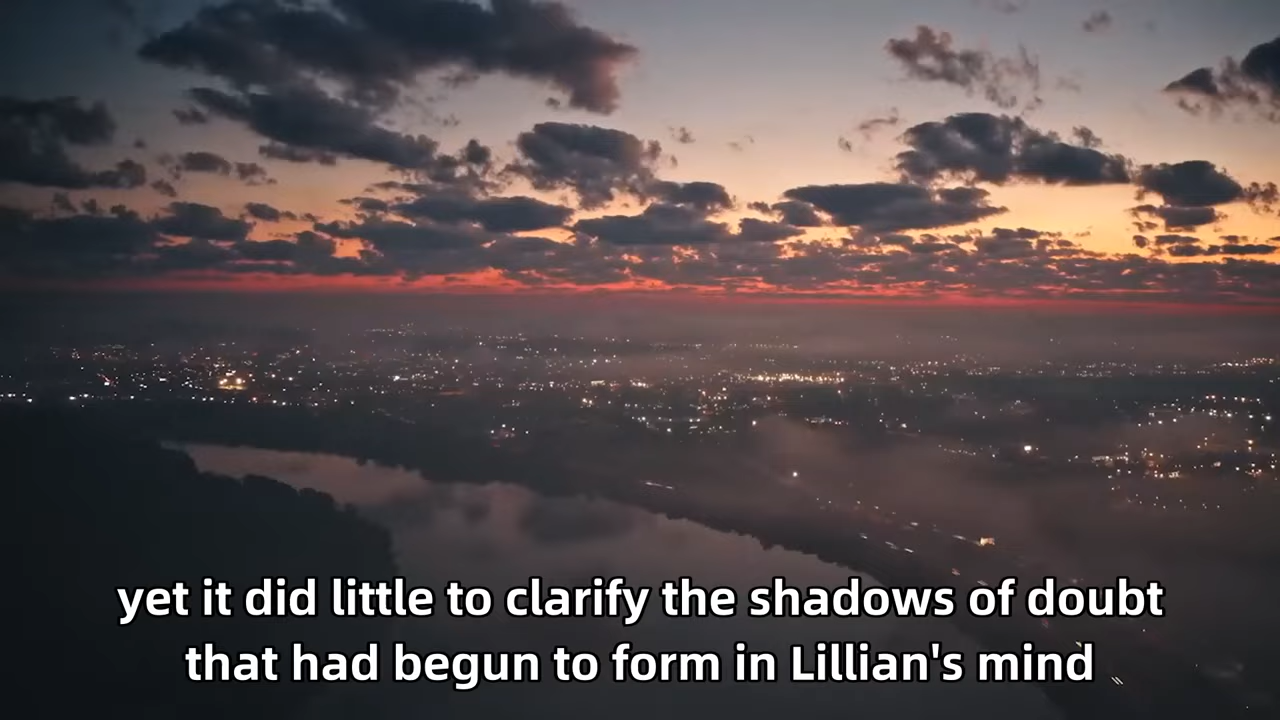 yet it did little to clarify the shadows of doubt
that had begun to form in Lillian's mind